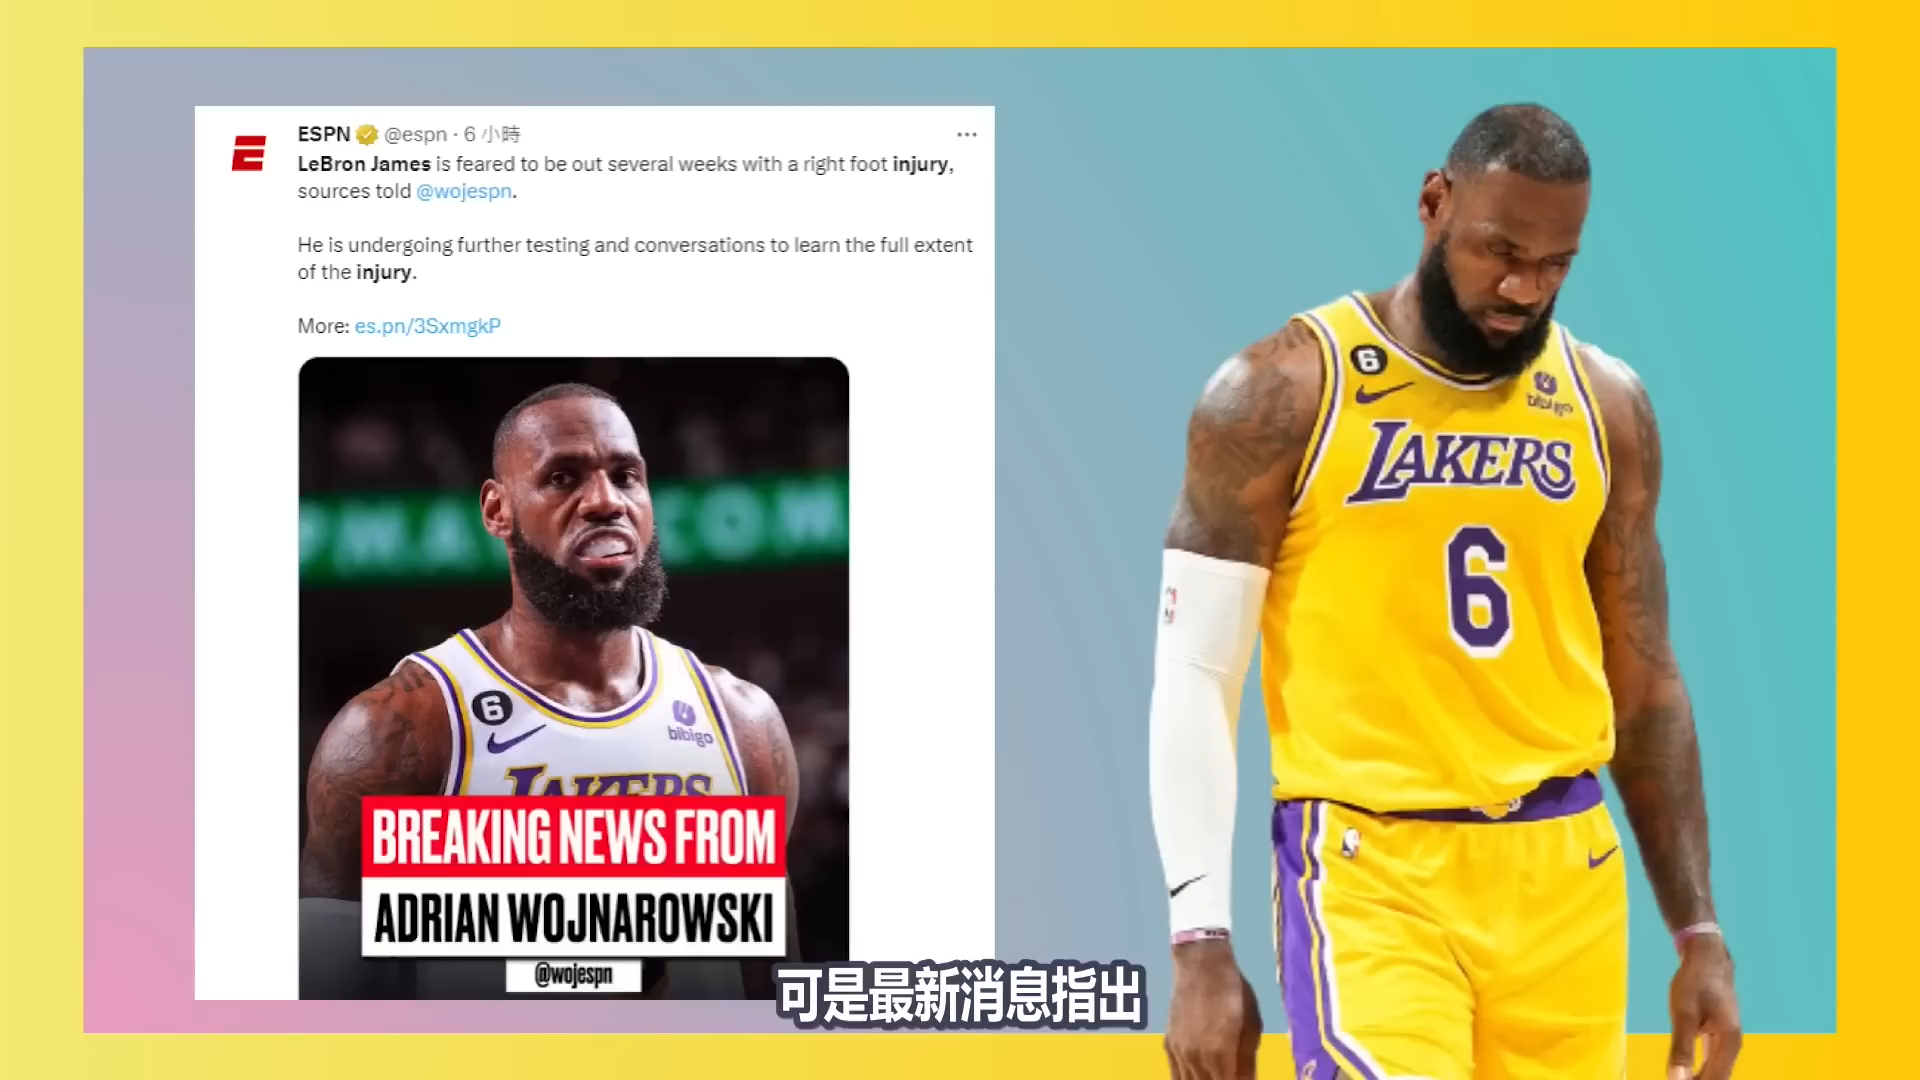 ESPN @espn · 6 小時
LeBron James is feared to be out several weeks with a right foot injury,
sources told @wojespn.
He is undergoing further testing and conversations to learn the full extent
of the injury.
More: es.pn/3SxmgkP
6
bibigo
LAKERS
BREAKING NEWS FROM
ADRIAN WOJNAROWSKI
@wojespn
6
bibigo
LAKERS
6
可是最新消息指出